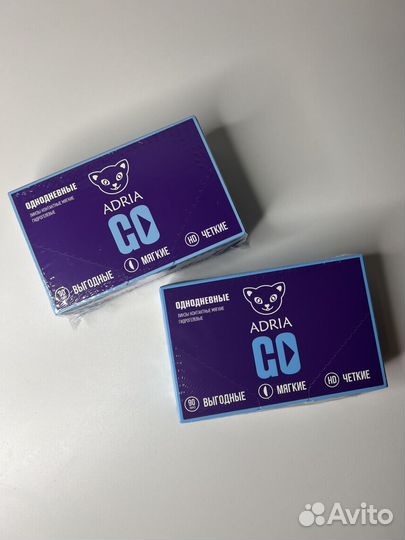 ОДНОДНЕВНЫЕ
ЛИНЗЫ КОНТАКТНЫЕ МЯГКИЕ
ГИДРОГЕЛЕВЫЕ
ADRIA
GO
90 ВЫГОДНЫЕ
МЯГКИЕ
HD ЧЕТКИЕ
ОДНОДНЕВНЫЕ
ЛИНЗЫ КОНТАКТНЫЕ МЯГКИЕ
ГИДРОГЕЛЕВЫЕ
ADRIA
GO
90 ВЫГОДНЫЕ
МЯГКИЕ
HD ЧЕТКИЕ
Avito